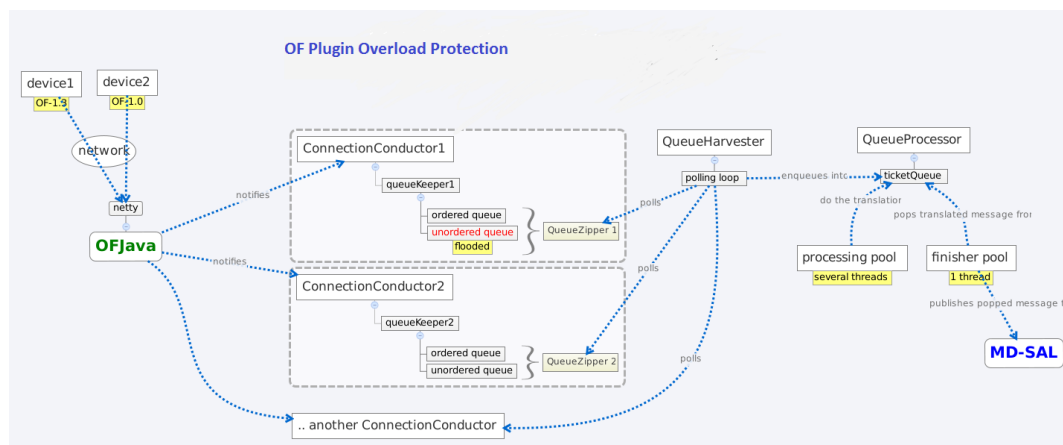 OF Plugin Overload Protection
device1
OF-1.3
device2
OF-1.0
network
netty
OFJava
notifies
notifies
ConnectionConductor1
queueKeeper1
ordered queue
unordered queue
flooded
QueueZipper 1
ConnectionConductor2
queueKeeper2
ordered queue
unordered queue
QueueZipper 2
.. another ConnectionConductor
QueueHarvester
polling loop
polls
polls
polls
enqueues into
QueueProcessor
ticketQueue
do the translation
pops translated message from
processing pool
several threads
finisher pool
1 thread
publishes popped message t
MD-SAL